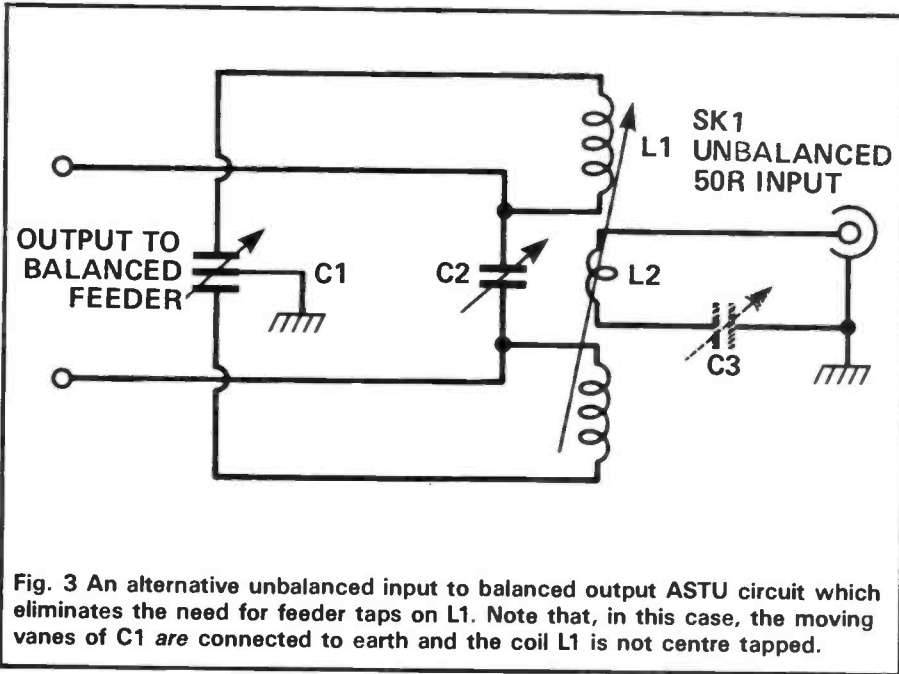 L1
SK1
UNBALANCED
50R INPUT
OUTPUT TO
BALANCED
FEEDER
C1
C2
L2
C3
Fig. 3 An alternative unbalanced input to balanced output ASTU circuit which
eliminates the need for feeder taps on L1. Note that, in this case, the moving
vanes of C1 are connected to earth and the coil L1 is not centre tapped.